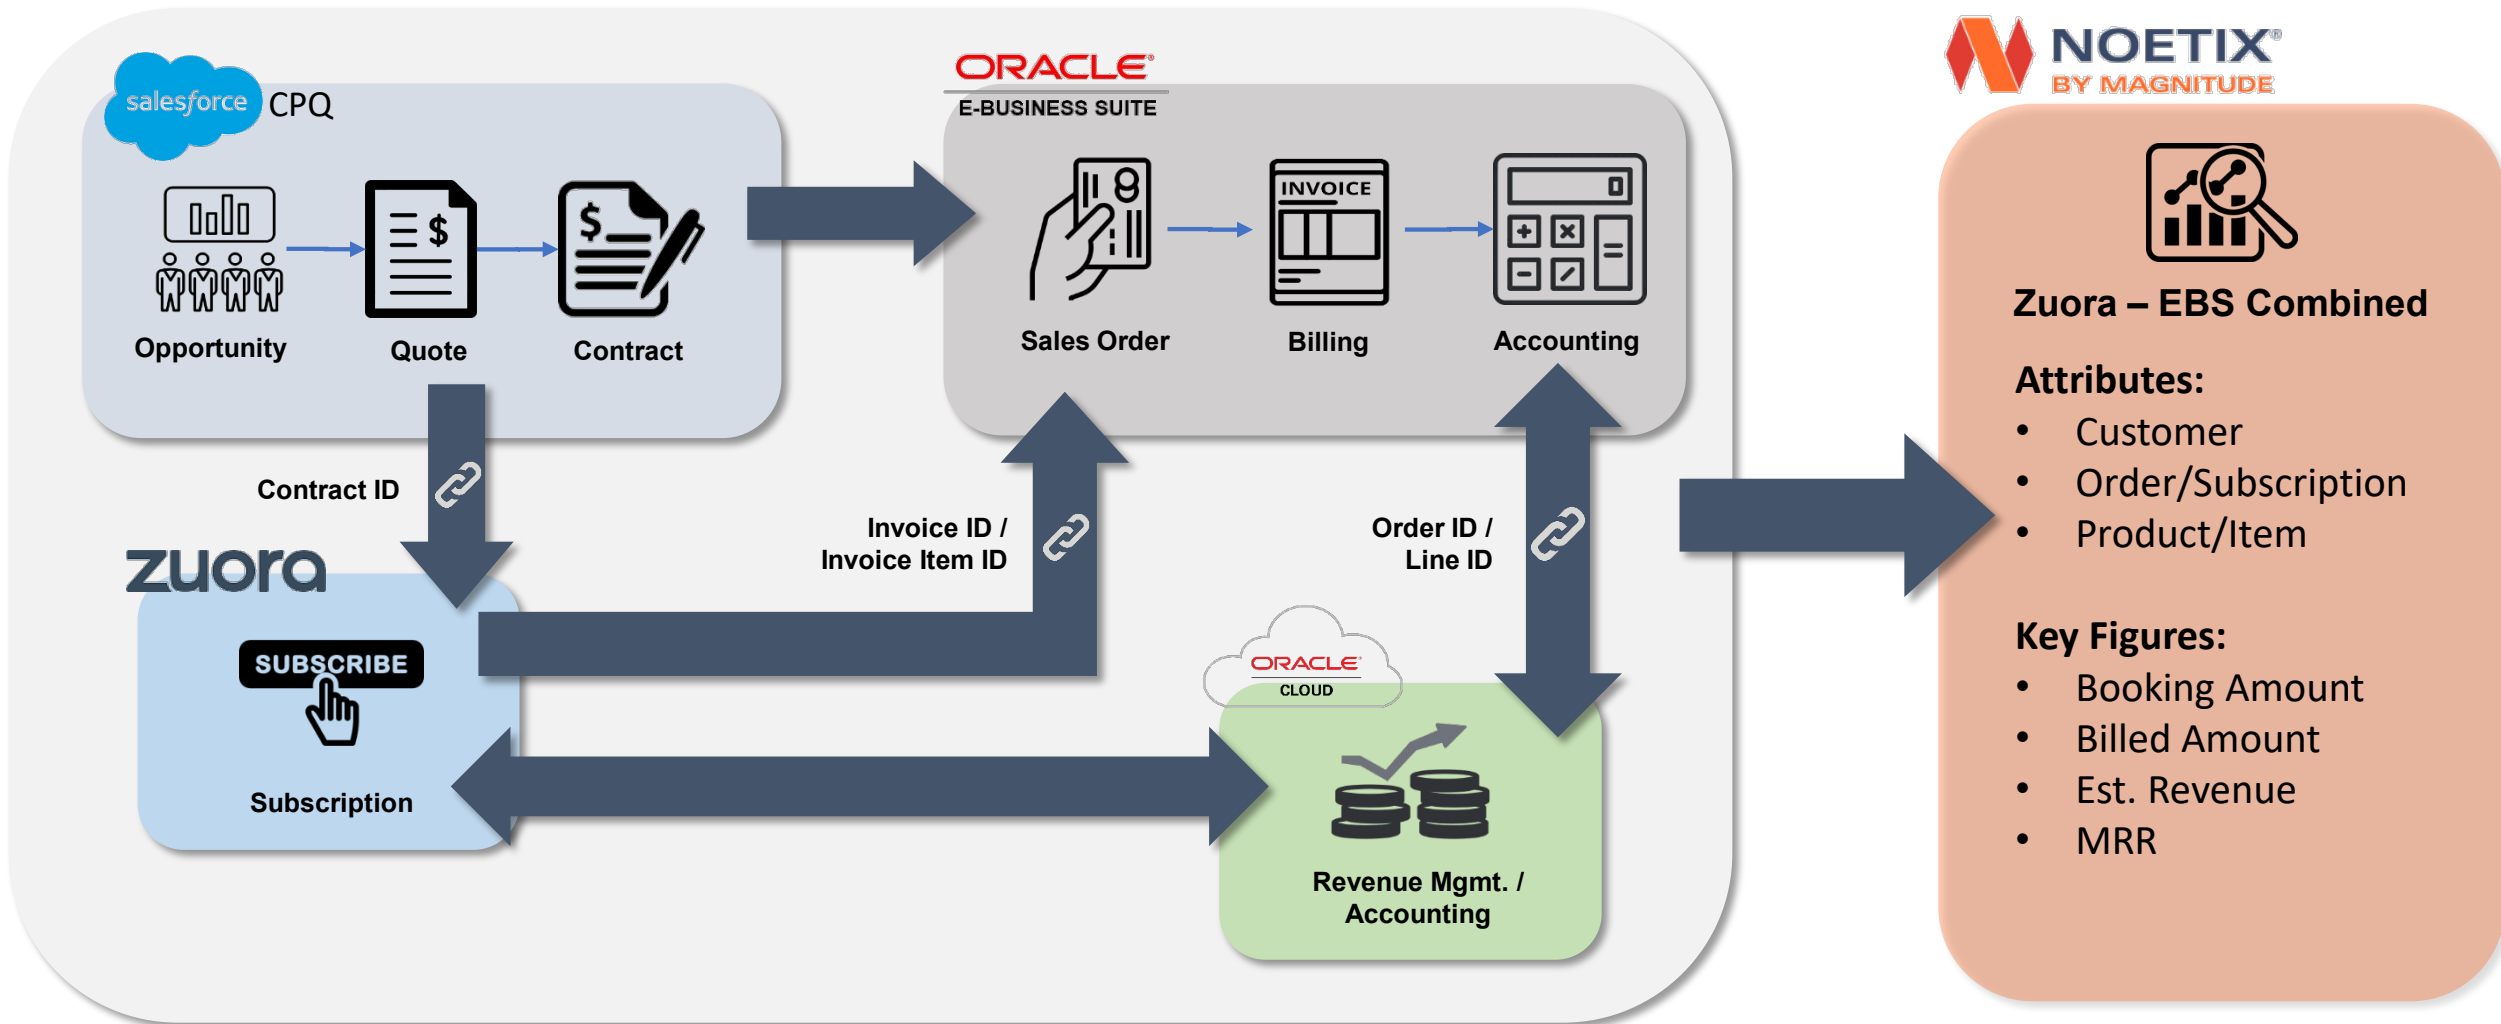 salesforce CPQ
Opportunity
Quote
Contract
ORACLE®
E-BUSINESS SUITE
INVOICE
0
Sales Order
Billing
Accounting
Contract ID
Invoice ID /
Invoice Item ID
Order ID /
Line ID
zuora
SUBSCRIBE
Subscription
ORACLE®
CLOUD
Revenue Mgmt. /
Accounting
NOETIX®
BY MAGNITUDE
Zuora – EBS Combined
Attributes:
• Customer
• Order/Subscription
• Product/Item
Key Figures:
• Booking Amount
• Billed Amount
• Est. Revenue
• MRR